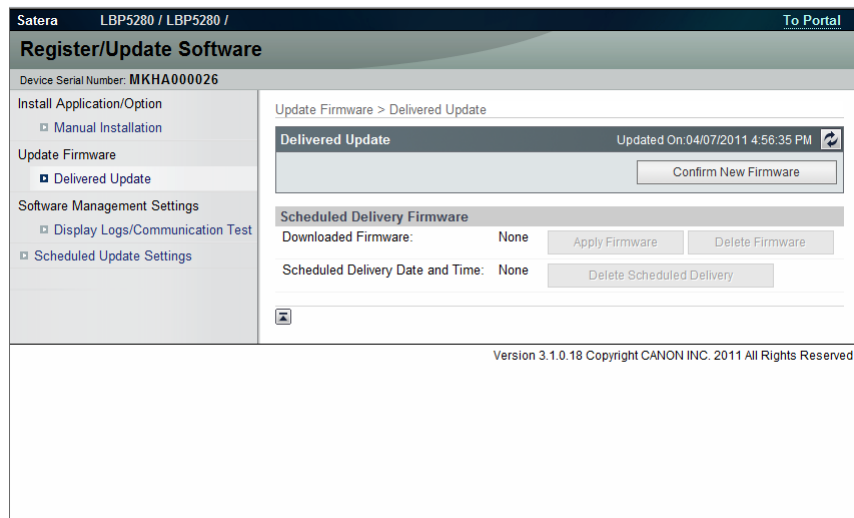 Satera LBP5280 / LBP5280 / To Portal
Register/Update Software
Device Serial Number: MKHA000026
Install Application/Option
Manual Installation
Update Firmware
Delivered Update
Software Management Settings
Display Logs/Communication Test
Scheduled Update Settings
Update Firmware > Delivered Update
Delivered Update Updated On:04/07/2011 4:56:35 PM
Confirm New Firmware
Scheduled Delivery Firmware
Downloaded Firmware: None Apply Firmware Delete Firmware
Scheduled Delivery Date and Time: None Delete Scheduled Delivery
Version 3.1.0.18 Copyright CANON INC. 2011 All Rights Reserved